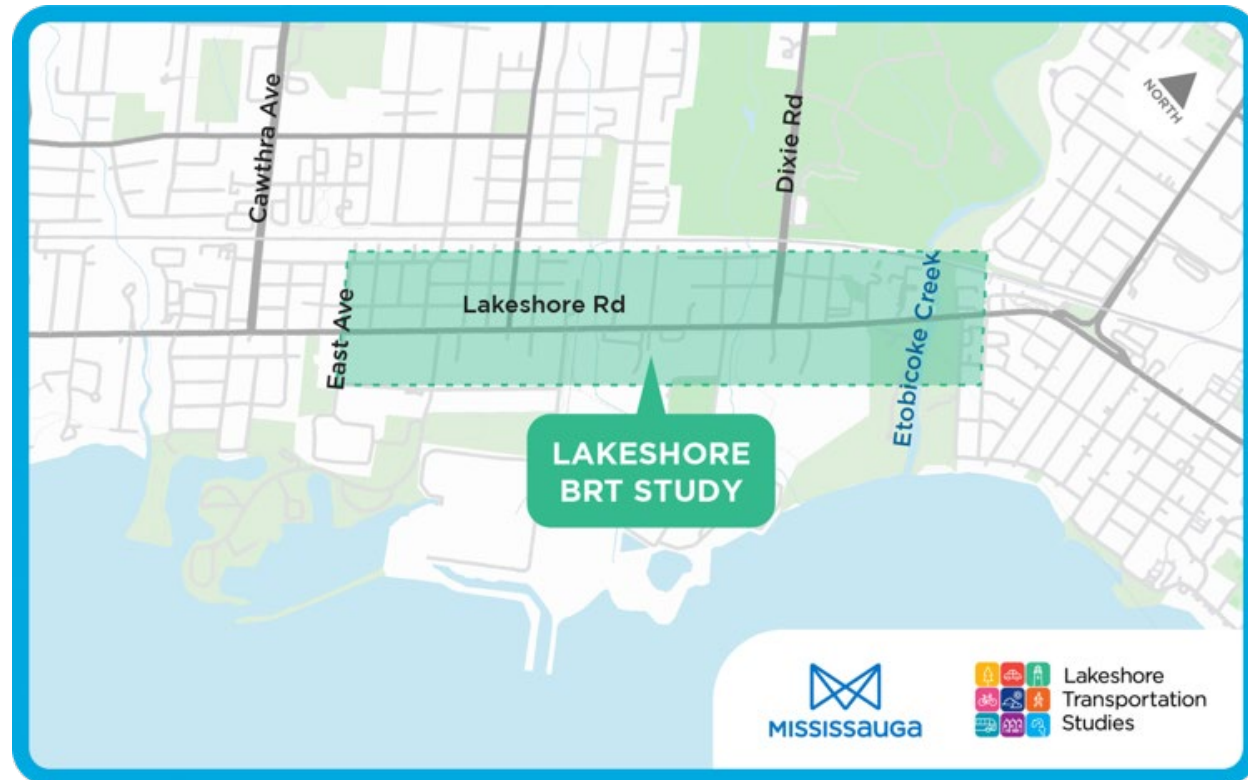 Cawthra Ave
Dixie Rd
NORTH
Lakeshore Rd
East Ave
Etobicoke Creek
LAKESHORE
BRT STUDY
MISSISSAUGA
Lakeshore
Transportation
Studies